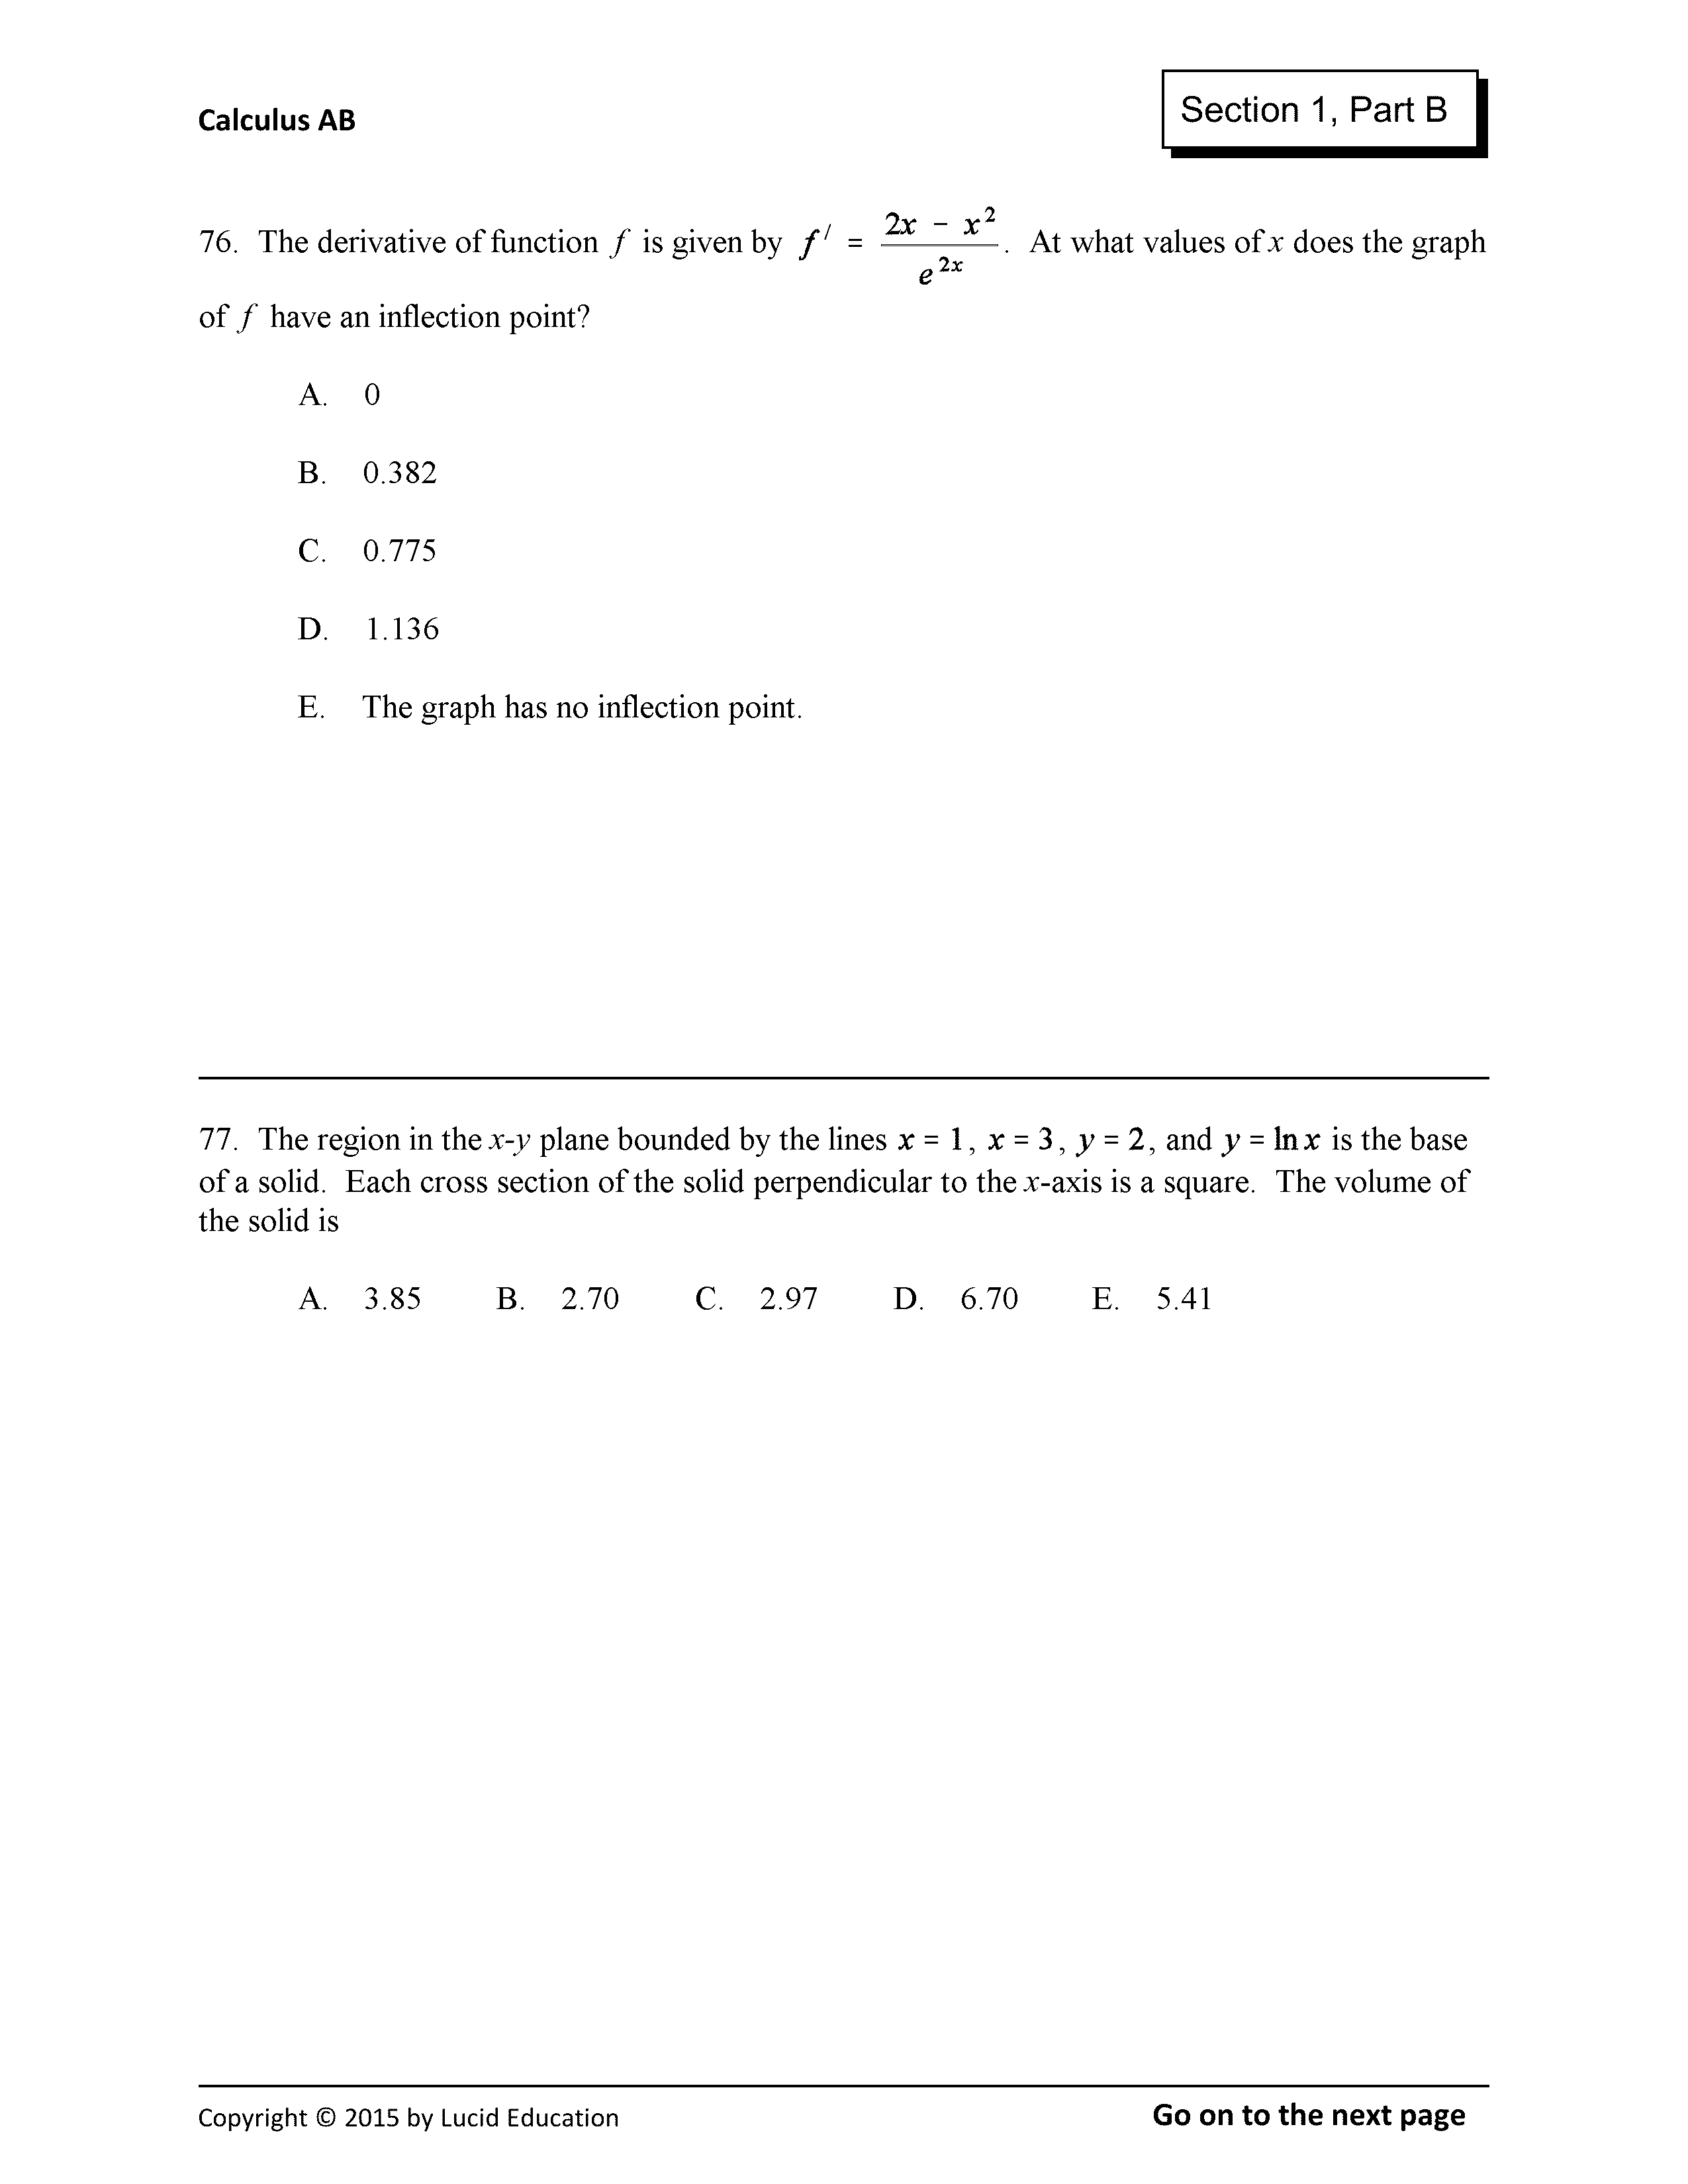 Calculus AB
Section 1, Part B
76. The derivative of function f is given by f′ = (2x − x²)/e^(2x). At what values of x does the graph
of f have an inflection point?
A. 0
B. 0.382
C. 0.775
D. 1.136
E. The graph has no inflection point.
77. The region in the x-y plane bounded by the lines x = 1, x = 3, y = 2, and y = ln x is the base
of a solid. Each cross section of the solid perpendicular to the x-axis is a square. The volume of
the solid is
A. 3.85 B. 2.70 C. 2.97 D. 6.70 E. 5.41
Copyright © 2015 by Lucid Education
Go on to the next page